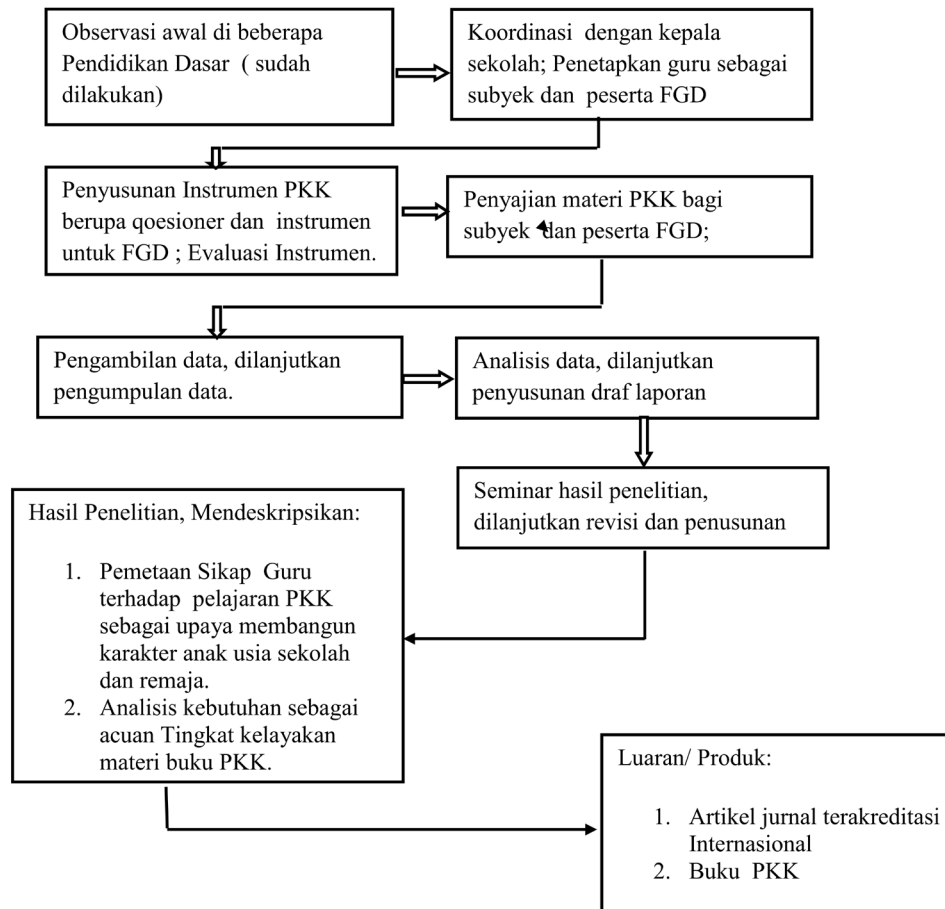 Observasi awal di beberapa
Pendidikan Dasar ( sudah
dilakukan)
Koordinasi dengan kepala
sekolah; Penetapkan guru sebagai
subyek dan peserta FGD
Penyusunan Instrumen PKK
berupa qoesioner dan instrumen
untuk FGD ; Evaluasi Instrumen.
Penyajian materi PKK bagi
subyek dan peserta FGD;
Pengambilan data, dilanjutkan
pengumpulan data.
Analisis data, dilanjutkan
penyusunan draf laporan
Seminar hasil penelitian,
dilanjutkan revisi dan penusunan
Hasil Penelitian, Mendeskripsikan:
1. Pemetaan Sikap Guru
terhadap pelajaran PKK
sebagai upaya membangun
karakter anak usia sekolah
dan remaja.
2. Analisis kebutuhan sebagai
acuan Tingkat kelayakan
materi buku PKK.
Luaran/ Produk:
1. Artikel jurnal terakreditasi
Internasional
2. Buku PKK